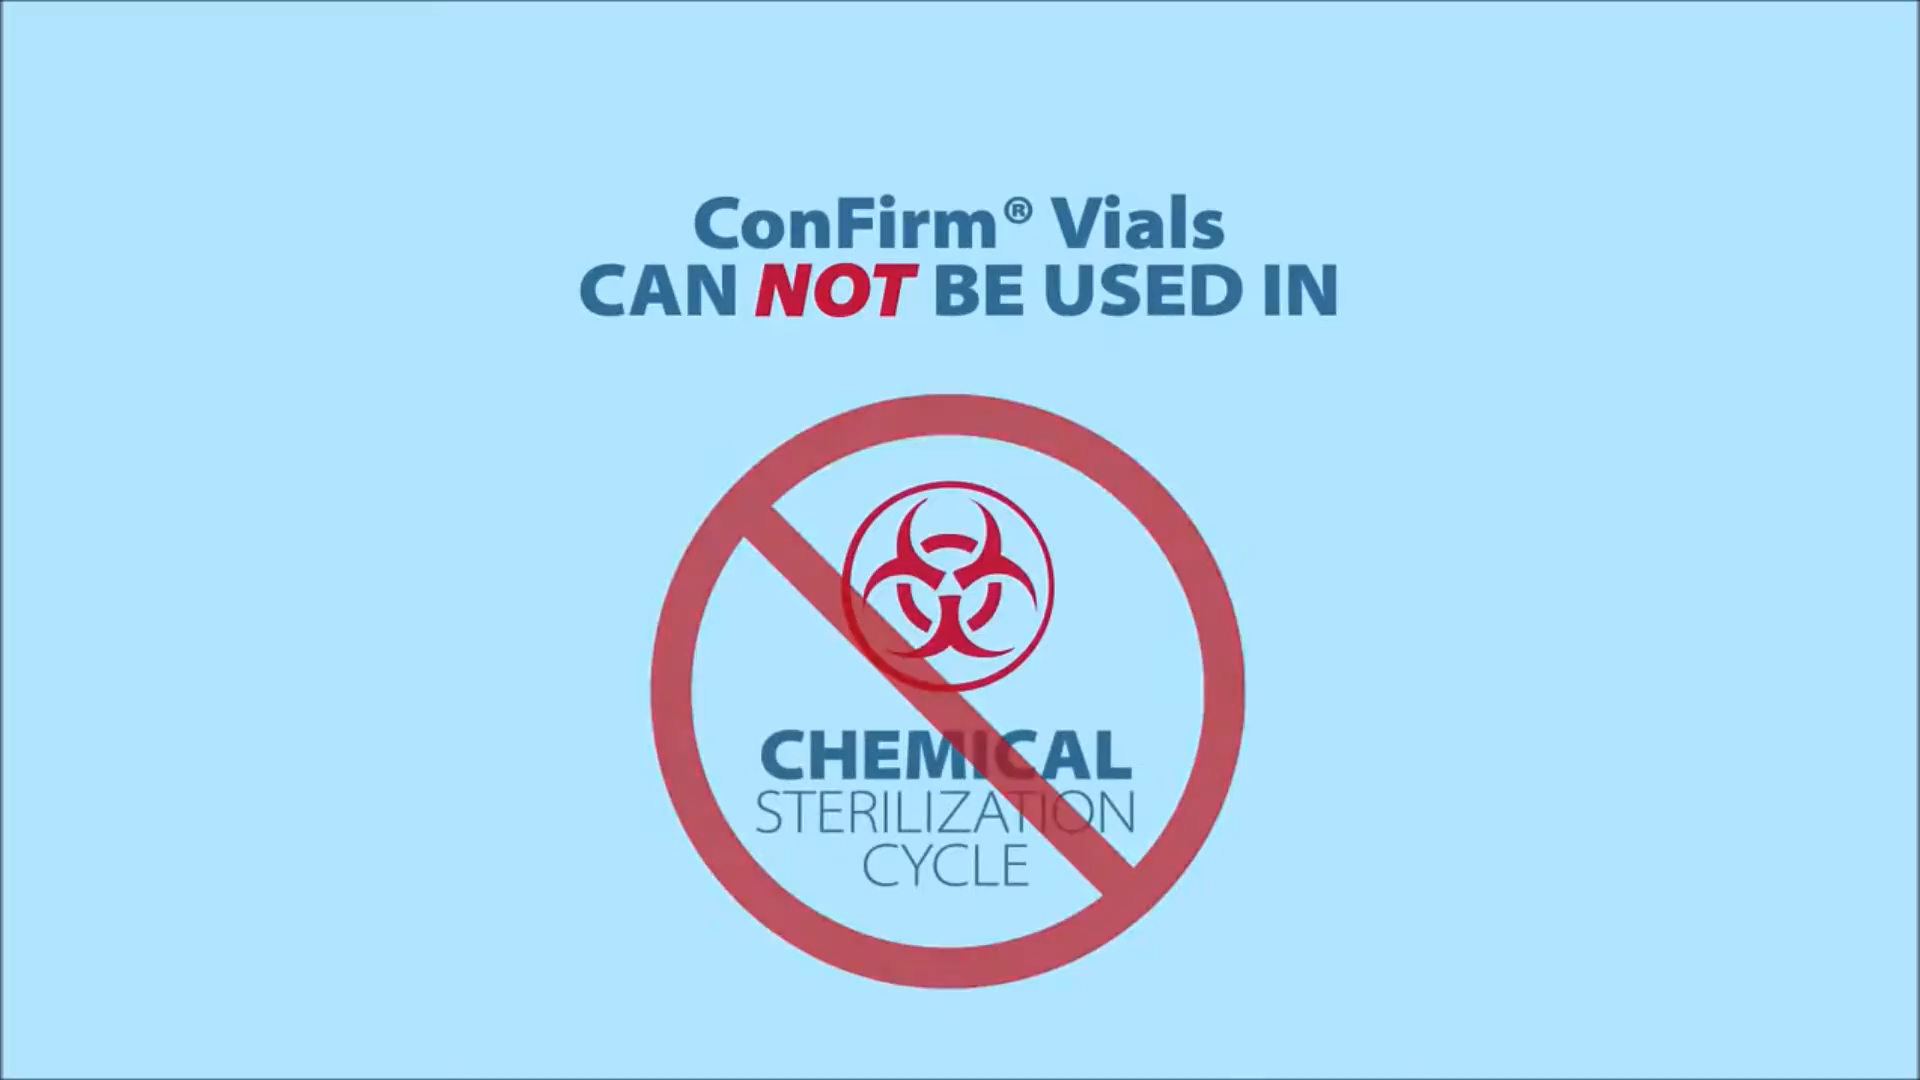 ConFirm® Vials
CAN NOT BE USED IN
CHEMICAL
STERILIZATION
CYCLE